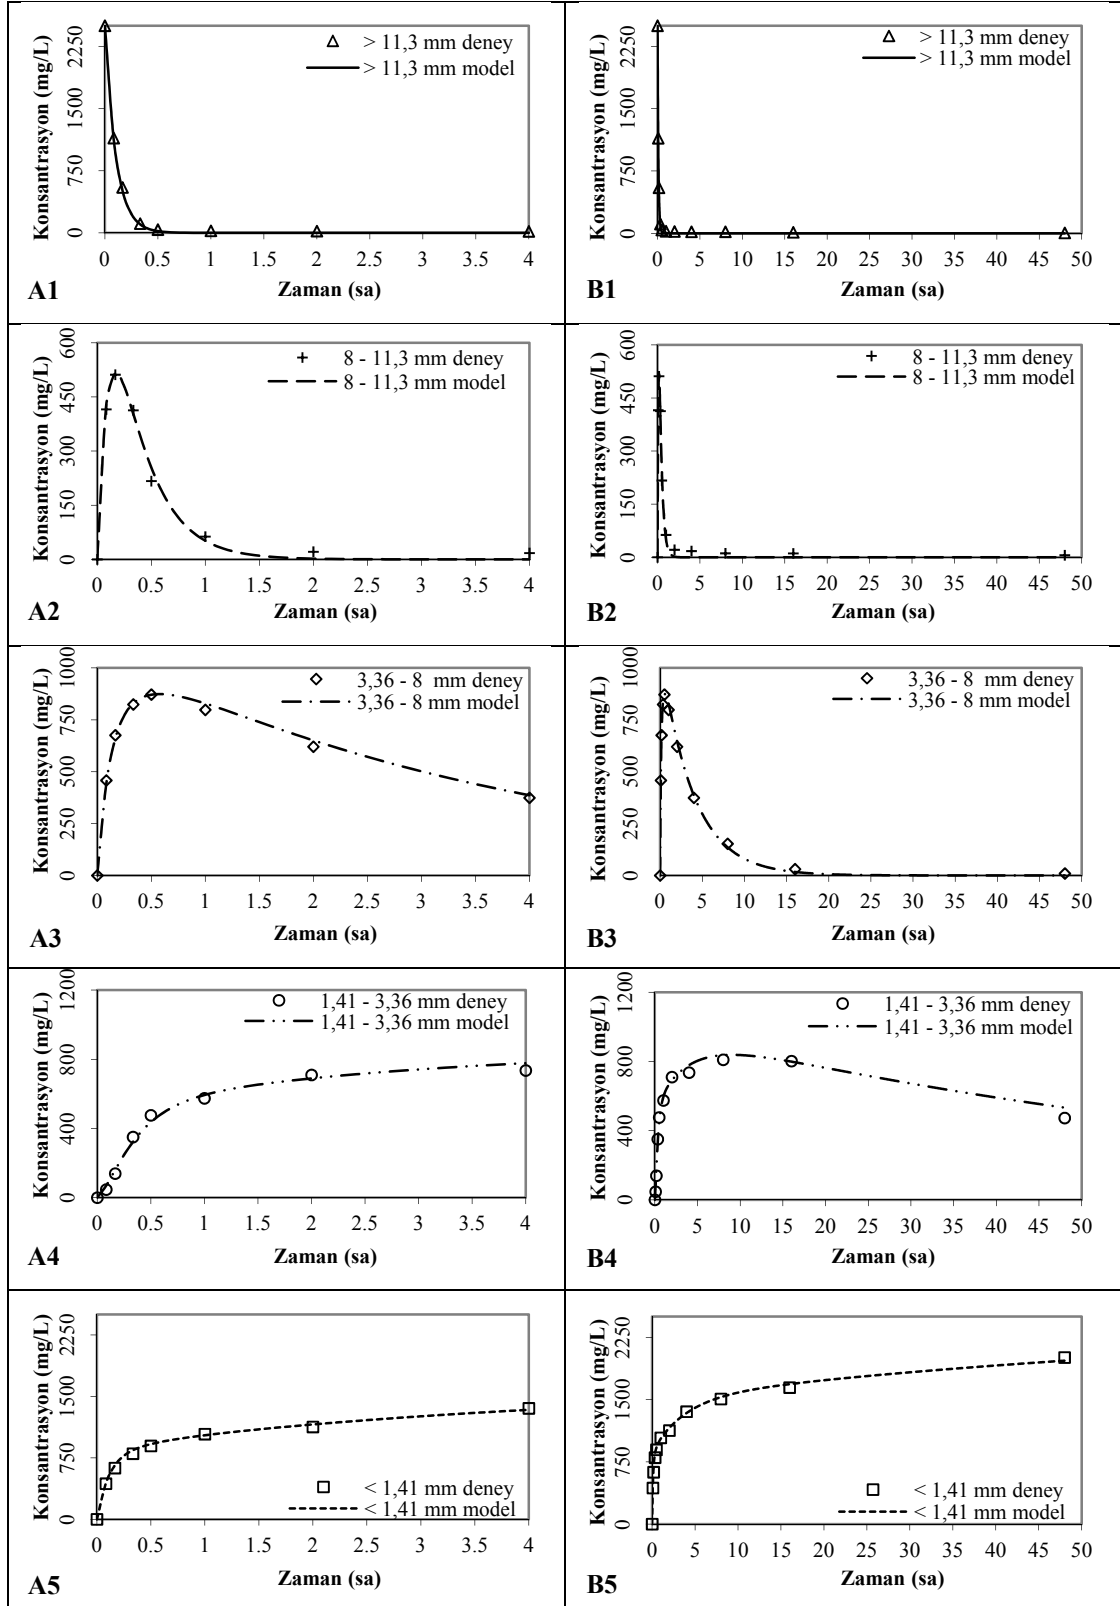 Konsantrasyon (mg/L)
2250
1500
750
0
> 11,3 mm deney
> 11,3 mm model
0 0.5 1 1.5 2 2.5 3 3.5 4
Zaman (sa)
A1
Konsantrasyon (mg/L)
2250
1500
750
0
> 11,3 mm deney
> 11,3 mm model
0 5 10 15 20 25 30 35 40 45 50
Zaman (sa)
B1
Konsantrasyon (mg/L)
600
450
300
150
0
8 - 11,3 mm deney
8 - 11,3 mm model
0 0.5 1 1.5 2 2.5 3 3.5 4
Zaman (sa)
A2
Konsantrasyon (mg/L)
600
450
300
150
0
8 - 11,3 mm deney
8 - 11,3 mm model
0 5 10 15 20 25 30 35 40 45 50
Zaman (sa)
B2
Konsantrasyon (mg/L)
1000
750
500
250
0
3,36 - 8 mm deney
3,36 - 8 mm model
0 0.5 1 1.5 2 2.5 3 3.5 4
Zaman (sa)
A3
Konsantrasyon (mg/L)
1000
750
500
250
0
3,36 - 8 mm deney
3,36 - 8 mm model
0 5 10 15 20 25 30 35 40 45 50
Zaman (sa)
B3
Konsantrasyon (mg/L)
1200
800
400
0
1,41 - 3,36 mm deney
1,41 - 3,36 mm model
0 0.5 1 1.5 2 2.5 3 3.5 4
Zaman (sa)
A4
Konsantrasyon (mg/L)
1200
800
400
0
1,41 - 3,36 mm deney
1,41 - 3,36 mm model
0 5 10 15 20 25 30 35 40 45 50
Zaman (sa)
B4
Konsantrasyon (mg/L)
2250
1500
750
0
< 1,41 mm deney
< 1,41 mm model
0 0.5 1 1.5 2 2.5 3 3.5 4
Zaman (sa)
A5
Konsantrasyon (mg/L)
2250
1500
750
0
< 1,41 mm deney
< 1,41 mm model
0 5 10 15 20 25 30 35 40 45 50
Zaman (sa)
B5